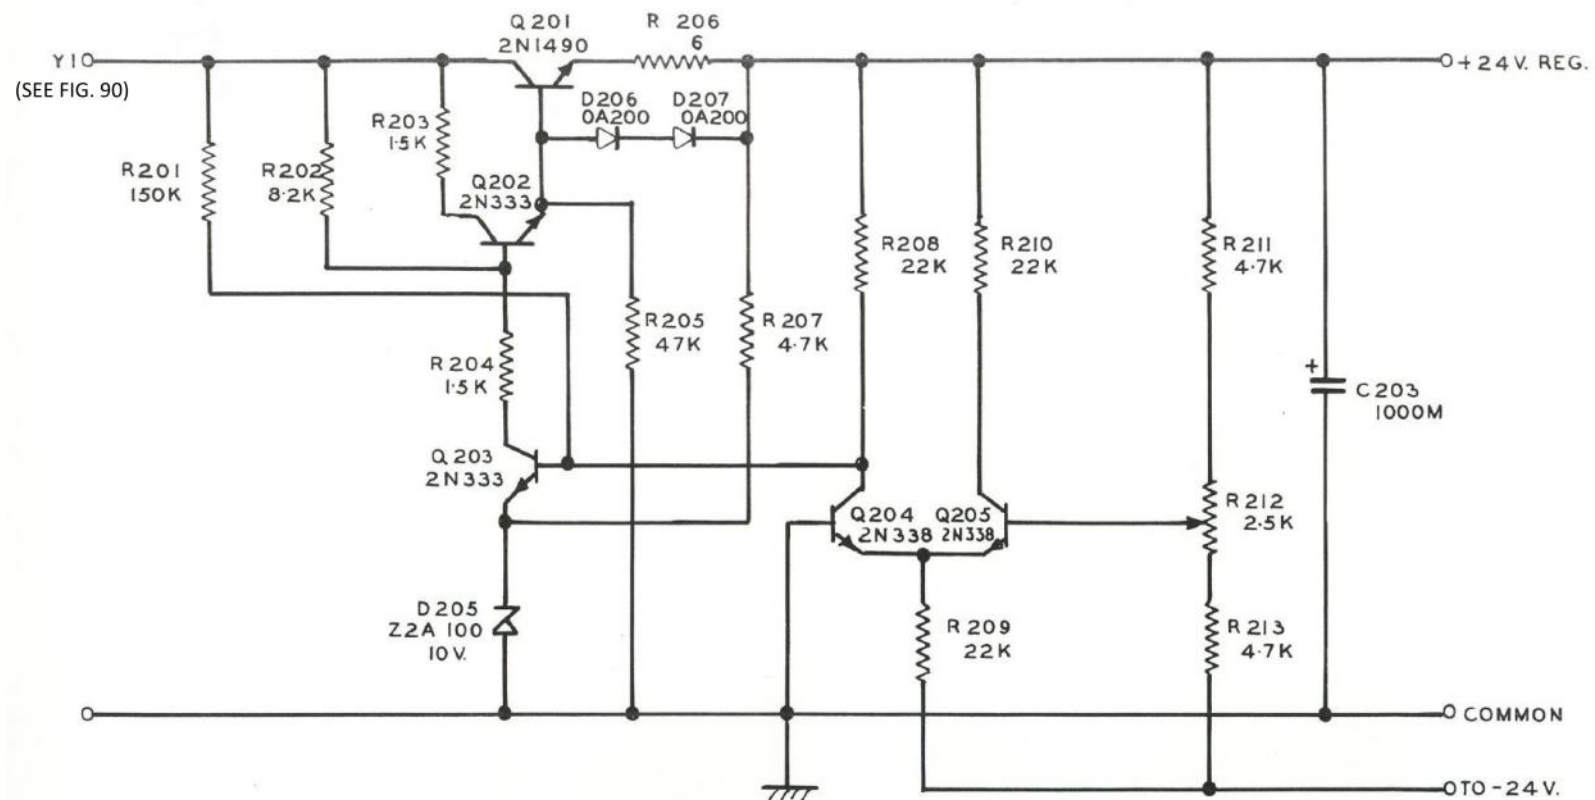 Q201
2N1490
R 206
6
Y1
+24V. REG.
(SEE FIG. 90)
D206
0A200
D207
0A200
R203
1·5K
R201
150K
R202
8·2K
Q202
2N333
R208
22K
R210
22K
R211
4·7K
R205
47K
R207
4·7K
R204
1·5K
+
C203
1000M
Q203
2N333
Q204
2N338
Q205
2N338
R212
2·5K
D205
Z2A 100
10V.
R209
22K
R213
4·7K
COMMON
TO -24V.